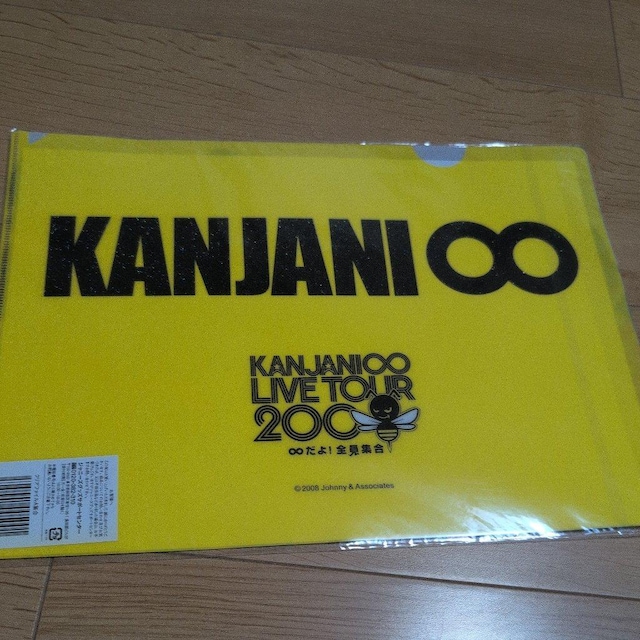 KANJANI∞
KANJANI∞
LIVE TOUR
200
∞だよ!全員集合
©2008 Johnny & Associates